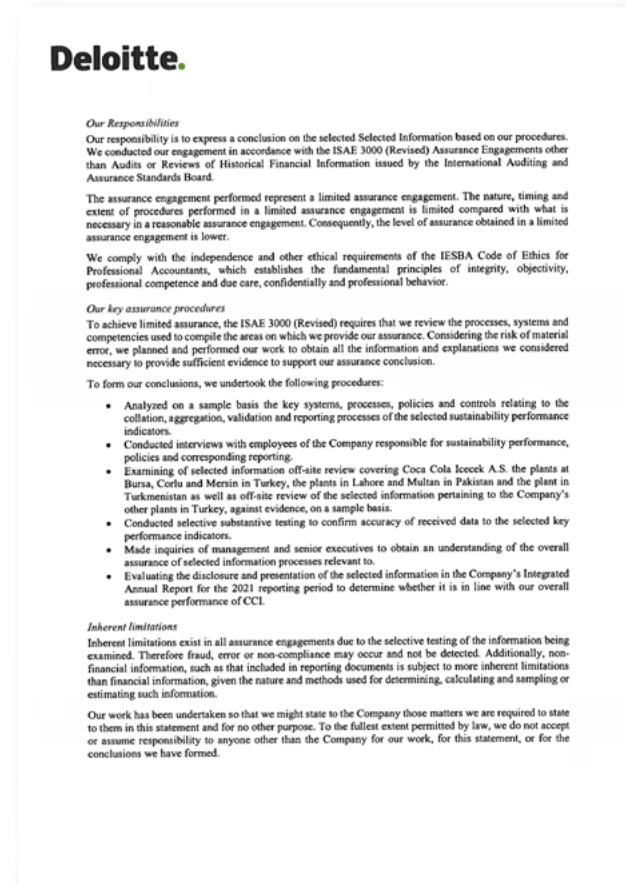 Deloitte.
Our Responsibilities
Our responsibility is to express a conclusion on the selected Selected Information based on our procedures.
We conducted our engagement in accordance with the ISAE 3000 (Revised) Assurance Engagements other
than Audits or Reviews of Historical Financial Information issued by the International Auditing and
Assurance Standards Board.
The assurance engagement performed represent a limited assurance engagement. The nature, timing and
extent of procedures performed in a limited assurance engagement is limited compared with what is
necessary in a reasonable assurance engagement. Consequently, the level of assurance obtained in a limited
assurance engagement is lower.
We comply with the independence and other ethical requirements of the IESBA Code of Ethics for
Professional Accountants, which establishes the fundamental principles of integrity, objectivity,
professional competence and due care, confidentially and professional behavior.
Our key assurance procedures
To achieve limited assurance, the ISAE 3000 (Revised) requires that we review the processes, systems and
competencies used to compile the areas on which we provide our assurance. Considering the risk of material
error, we planned and performed our work to obtain all the information and explanations we considered
necessary to provide sufficient evidence to support our assurance conclusion.
To form our conclusions, we undertook the following procedures:
• Analyzed on a sample basis the key systems, processes, policies and controls relating to the
collation, aggregation, validation and reporting processes of the selected sustainability performance
indicators.
• Conducted interviews with employees of the Company responsible for sustainability performance,
policies and corresponding reporting.
• Examining of selected information off-site review covering Coca Cola Icecek A.S. the plants at
Bursa, Corlu and Mersin in Turkey, the plants in Lahore and Multan in Pakistan and the plant in
Turkmenistan as well as off-site review of the selected information pertaining to the Company's
other plants in Turkey, against evidence, on a sample basis.
• Conducted selective substantive testing to confirm accuracy of received data to the selected key
performance indicators.
• Made inquiries of management and senior executives to obtain an understanding of the overall
assurance of selected information processes relevant to.
• Evaluating the disclosure and presentation of the selected information in the Company's Integrated
Annual Report for the 2021 reporting period to determine whether it is in line with our overall
assurance performance of CCI.
Inherent limitations
Inherent limitations exist in all assurance engagements due to the selective testing of the information being
examined. Therefore fraud, error or non-compliance may occur and not be detected. Additionally, non-
financial information, such as that included in reporting documents is subject to more inherent limitations
than financial information, given the nature and methods used for determining, calculating and sampling or
estimating such information.
Our work has been undertaken so that we might state to the Company those matters we are required to state
to them in this statement and for no other purpose. To the fullest extent permitted by law, we do not accept
or assume responsibility to anyone other than the Company for our work, for this statement, or for the
conclusions we have formed.